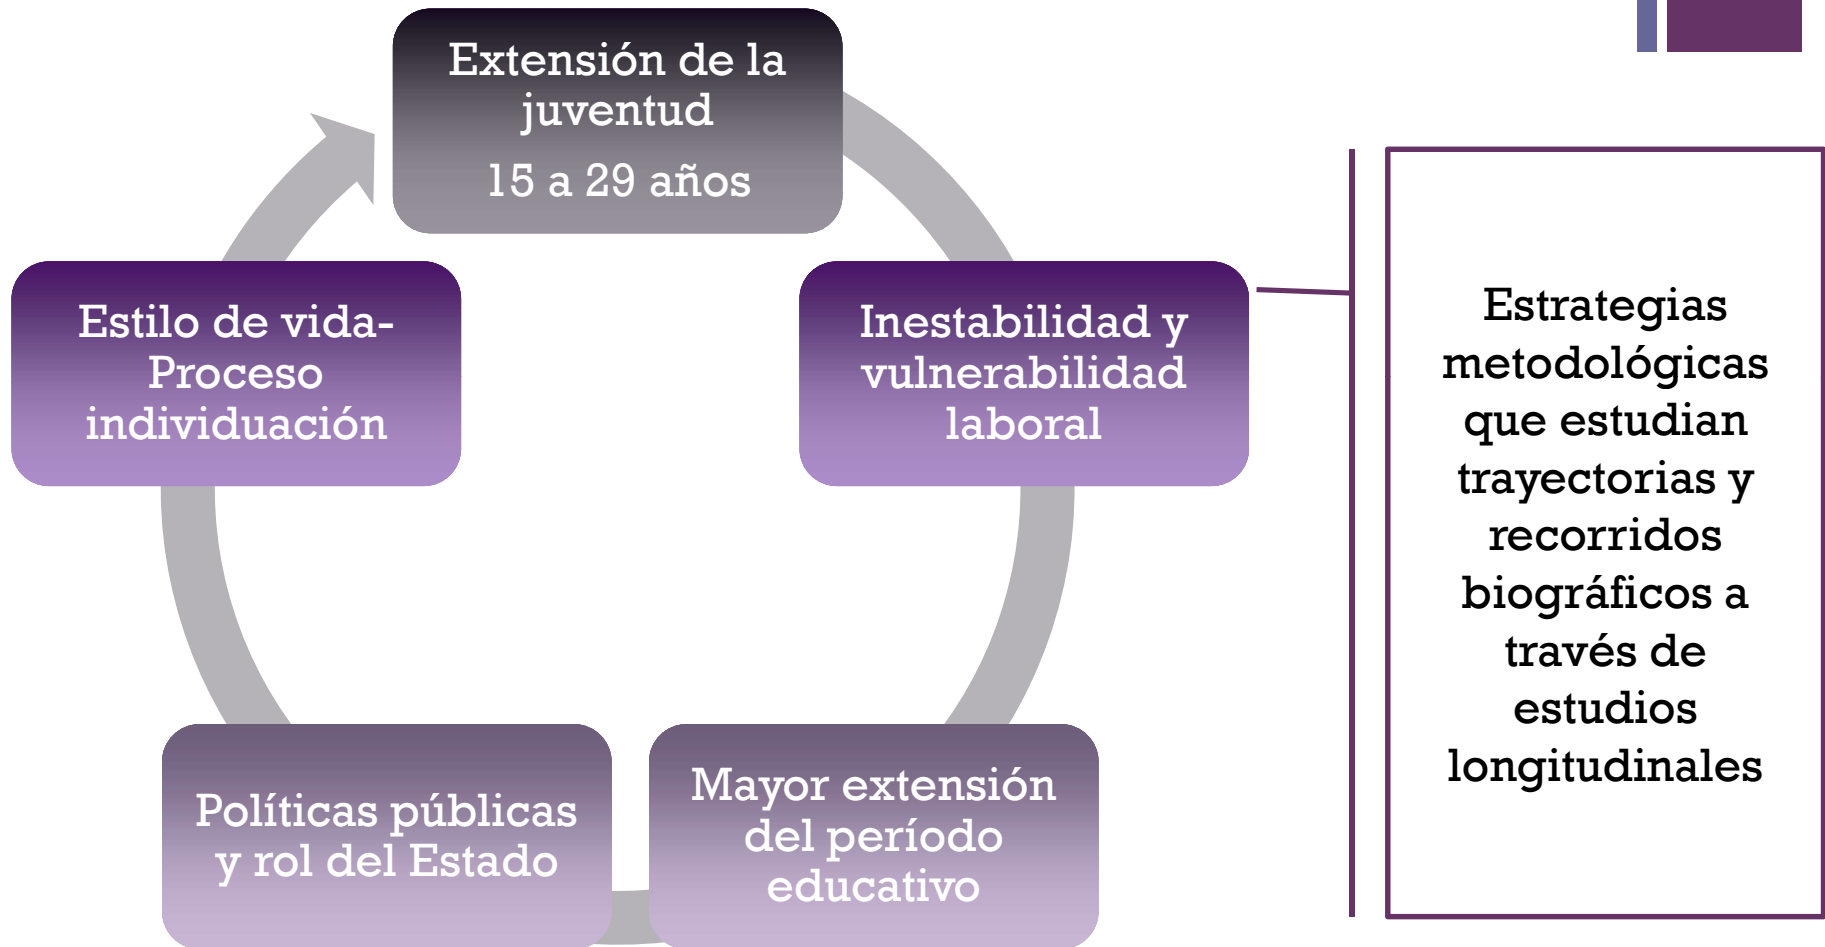 Extensión de la
juventud
15 a 29 años
Inestabilidad y
vulnerabilidad
laboral
Mayor extensión
del período
educativo
Políticas públicas
y rol del Estado
Estilo de vida-
Proceso
individuación
Estrategias
metodológicas
que estudian
trayectorias y
recorridos
biográficos a
través de
estudios
longitudinales